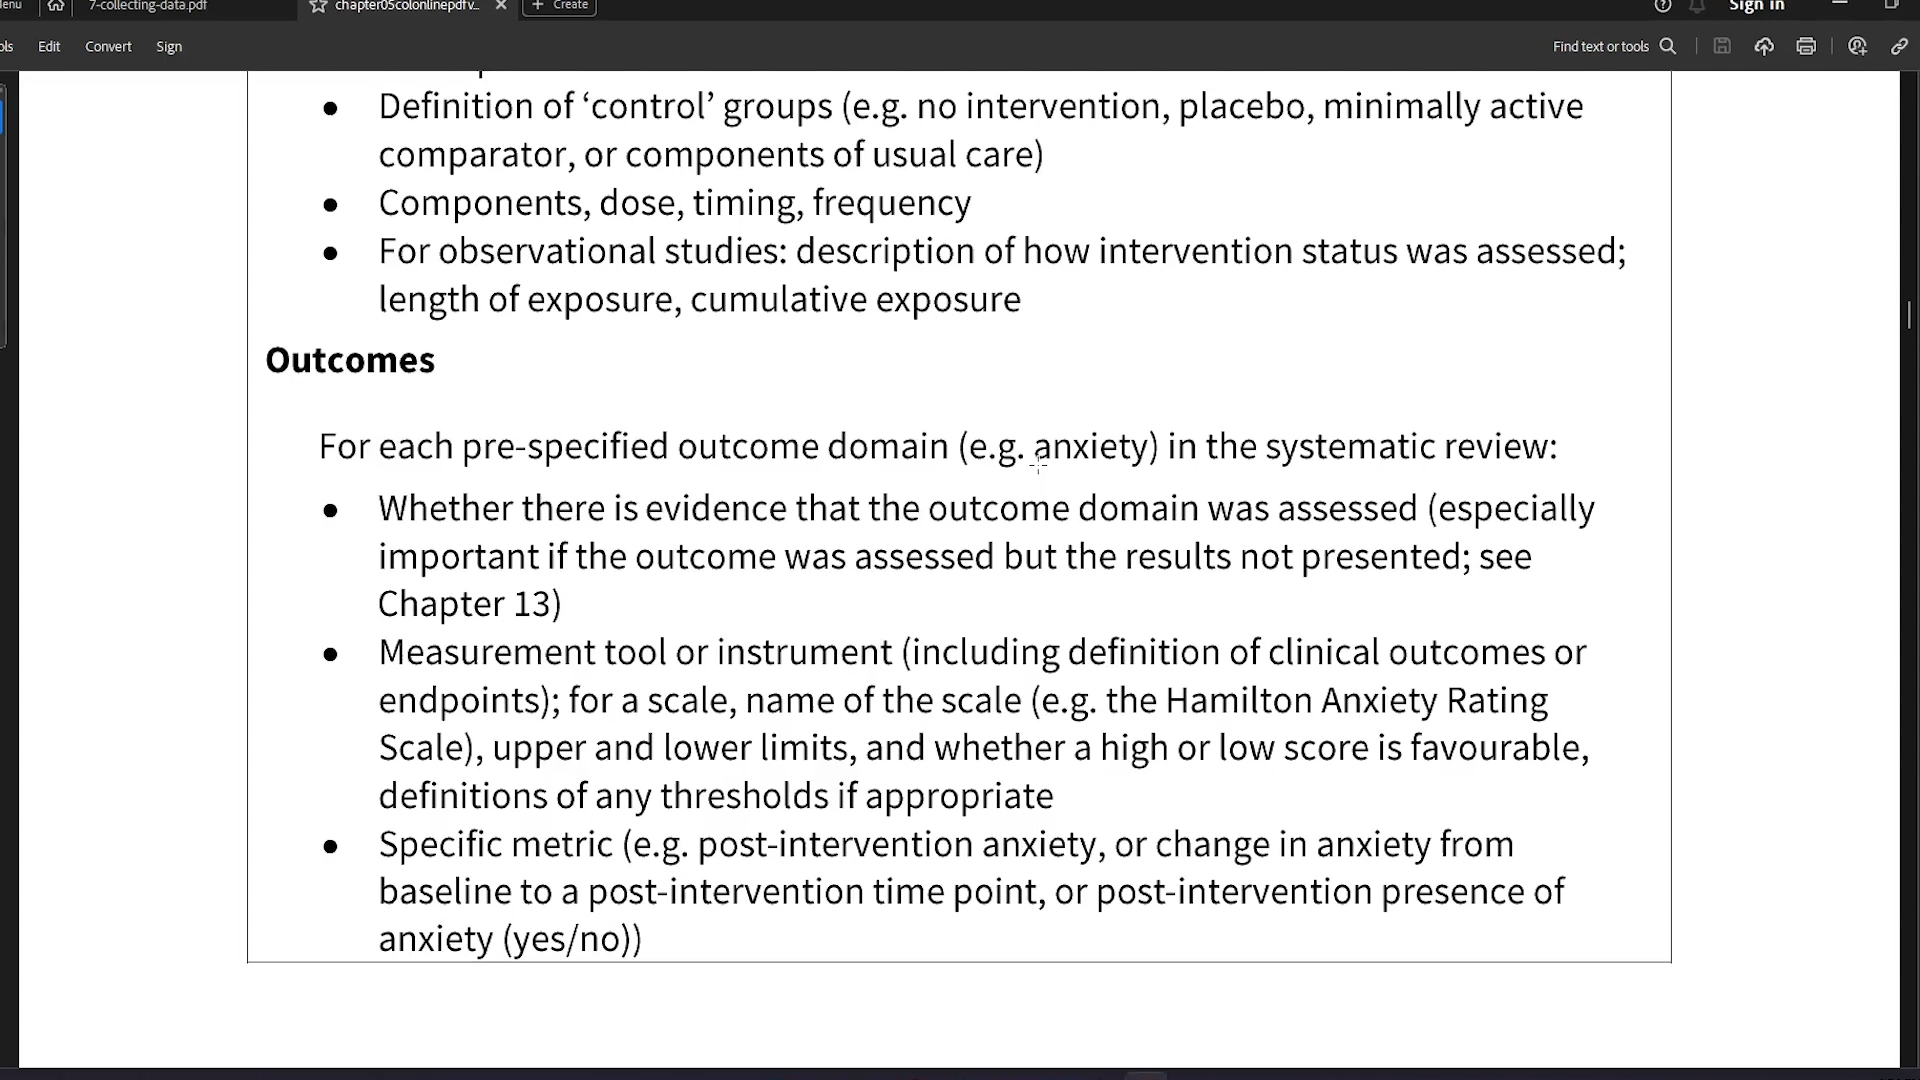 7-collecting-data.pdf
chapter05colonlinepdfv...
Create
Sign in
Edit
Convert
Sign
Find text or tools
• Definition of ‘control’ groups (e.g. no intervention, placebo, minimally active
comparator, or components of usual care)
• Components, dose, timing, frequency
• For observational studies: description of how intervention status was assessed;
length of exposure, cumulative exposure
Outcomes
For each pre-specified outcome domain (e.g. anxiety) in the systematic review:
• Whether there is evidence that the outcome domain was assessed (especially
important if the outcome was assessed but the results not presented; see
Chapter 13)
• Measurement tool or instrument (including definition of clinical outcomes or
endpoints); for a scale, name of the scale (e.g. the Hamilton Anxiety Rating
Scale), upper and lower limits, and whether a high or low score is favourable,
definitions of any thresholds if appropriate
• Specific metric (e.g. post-intervention anxiety, or change in anxiety from
baseline to a post-intervention time point, or post-intervention presence of
anxiety (yes/no))